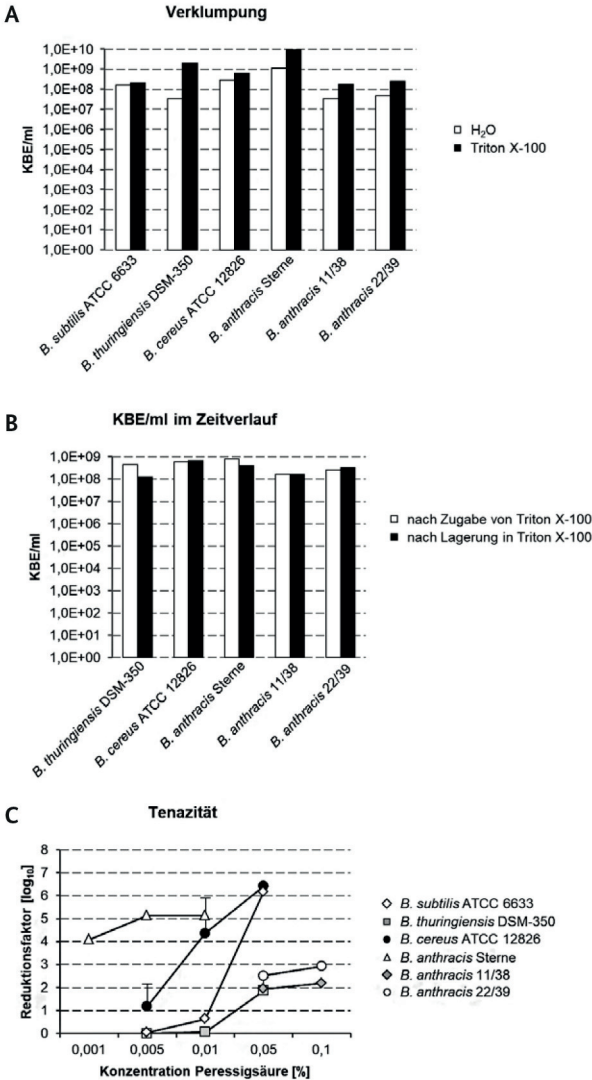 A
Verklumpung
KBE/ml
1,0E+10
1,0E+09
1,0E+08
1,0E+07
1,0E+06
1,0E+05
1,0E+04
1,0E+03
1,0E+02
1,0E+01
1,0E+00
H₂O
Triton X-100
B. subtilis ATCC 6633
B. thuringiensis DSM-350
B. cereus ATCC 12826
B. anthracis Sterne
B. anthracis 11/38
B. anthracis 22/39
B
KBE/ml im Zeitverlauf
KBE/ml
1,0E+09
1,0E+08
1,0E+07
1,0E+06
1,0E+05
1,0E+04
1,0E+03
1,0E+02
1,0E+01
1,0E+00
nach Zugabe von Triton X-100
nach Lagerung in Triton X-100
B. thuringiensis DSM-350
B. cereus ATCC 12826
B. anthracis Sterne
B. anthracis 11/38
B. anthracis 22/39
C
Tenazität
Reduktionsfaktor [log₁₀]
8
7
6
5
4
3
2
1
0
0,001 0,005 0,01 0,05 0,1
Konzentration Peressigsäure [%]
B. subtilis ATCC 6633
B. thuringiensis DSM-350
B. cereus ATCC 12826
B. anthracis Sterne
B. anthracis 11/38
B. anthracis 22/39